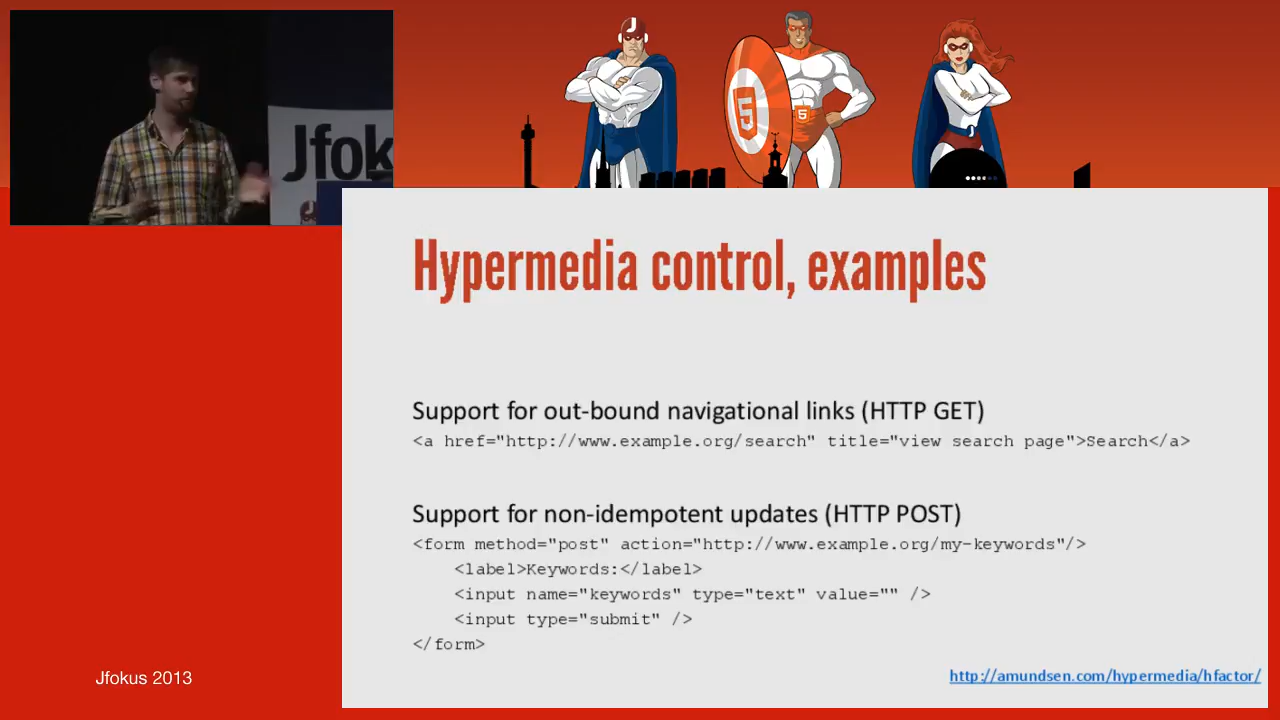 Jfok
J
5
5
Hypermedia control, examples
Support for out-bound navigational links (HTTP GET)
<a href="http://www.example.org/search" title="view search page">Search</a>
Support for non-idempotent updates (HTTP POST)
<form method="post" action="http://www.example.org/my-keywords"/>
<label>Keywords:</label>
<input name="keywords" type="text" value="" />
<input type="submit" />
</form>
http://amundsen.com/hypermedia/hfactor/
Jfokus 2013